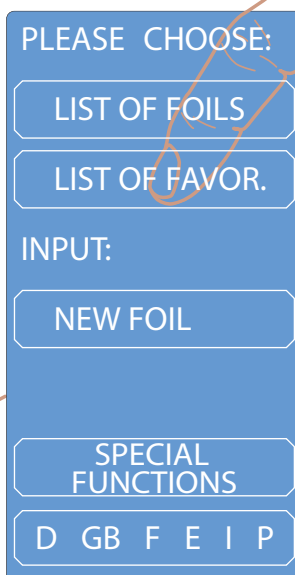 PLEASE CHOOSE:
LIST OF FOILS
LIST OF FAVOR.
INPUT:
NEW FOIL
SPECIAL
FUNCTIONS
D GB F E I P